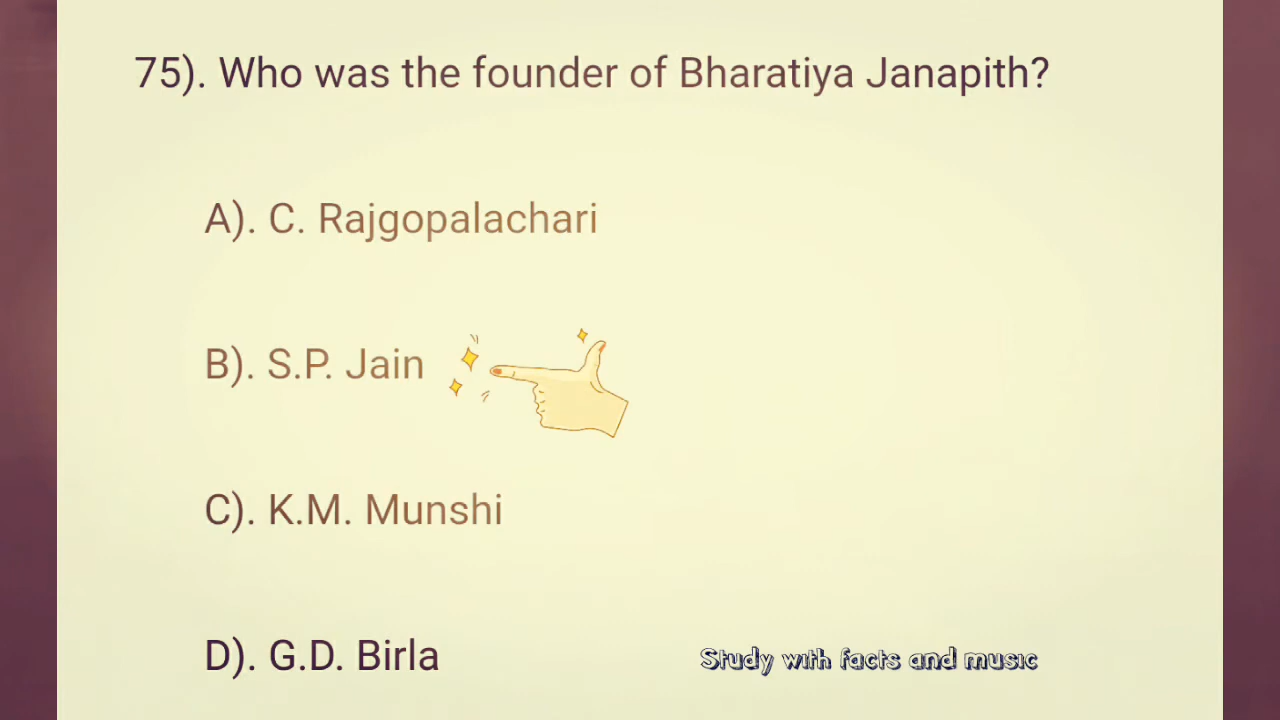 75). Who was the founder of Bharatiya Janapith?
A). C. Rajgopalachari
B). S.P. Jain
C). K.M. Munshi
D). G.D. Birla
Study with facts and music